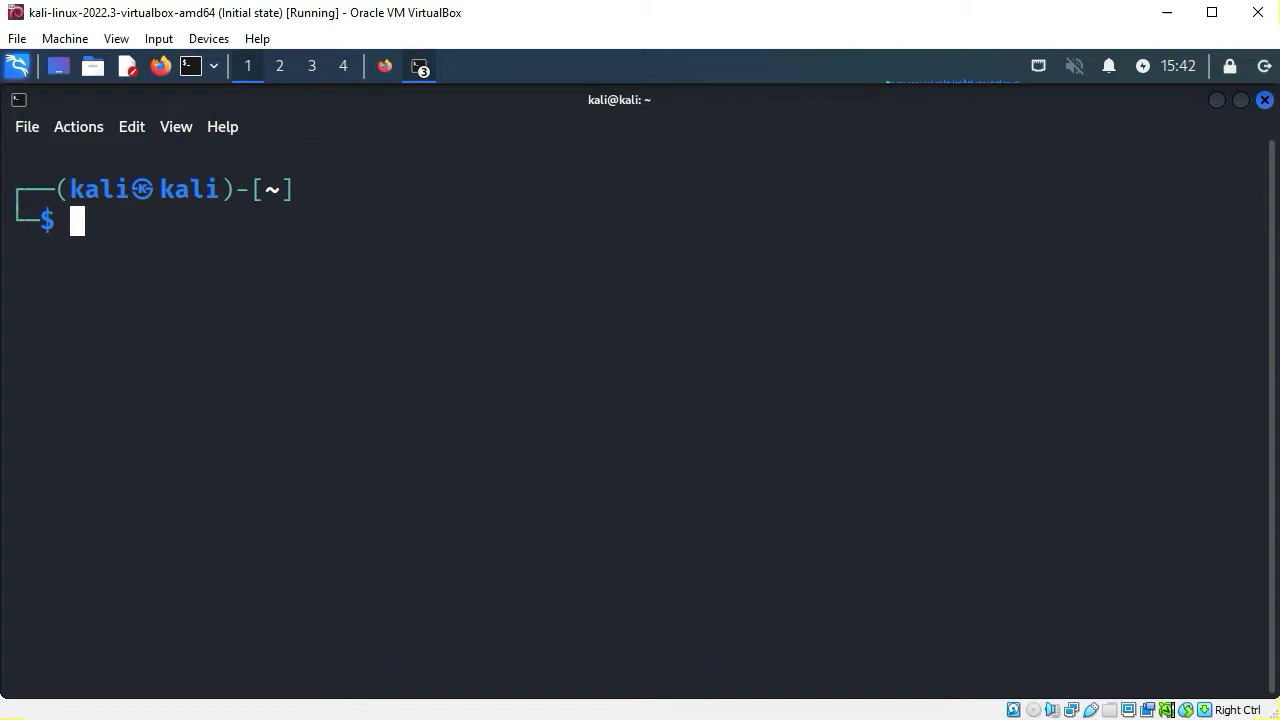 kali-linux-2022.3-virtualbox-amd64 (Initial state) [Running] - Oracle VM VirtualBox
File Machine View Input Devices Help
1 2 3 4 3 15:42
kali@kali: ~
File Actions Edit View Help
┌──(kali㉿kali)-[~]
└─$
Right Ctrl